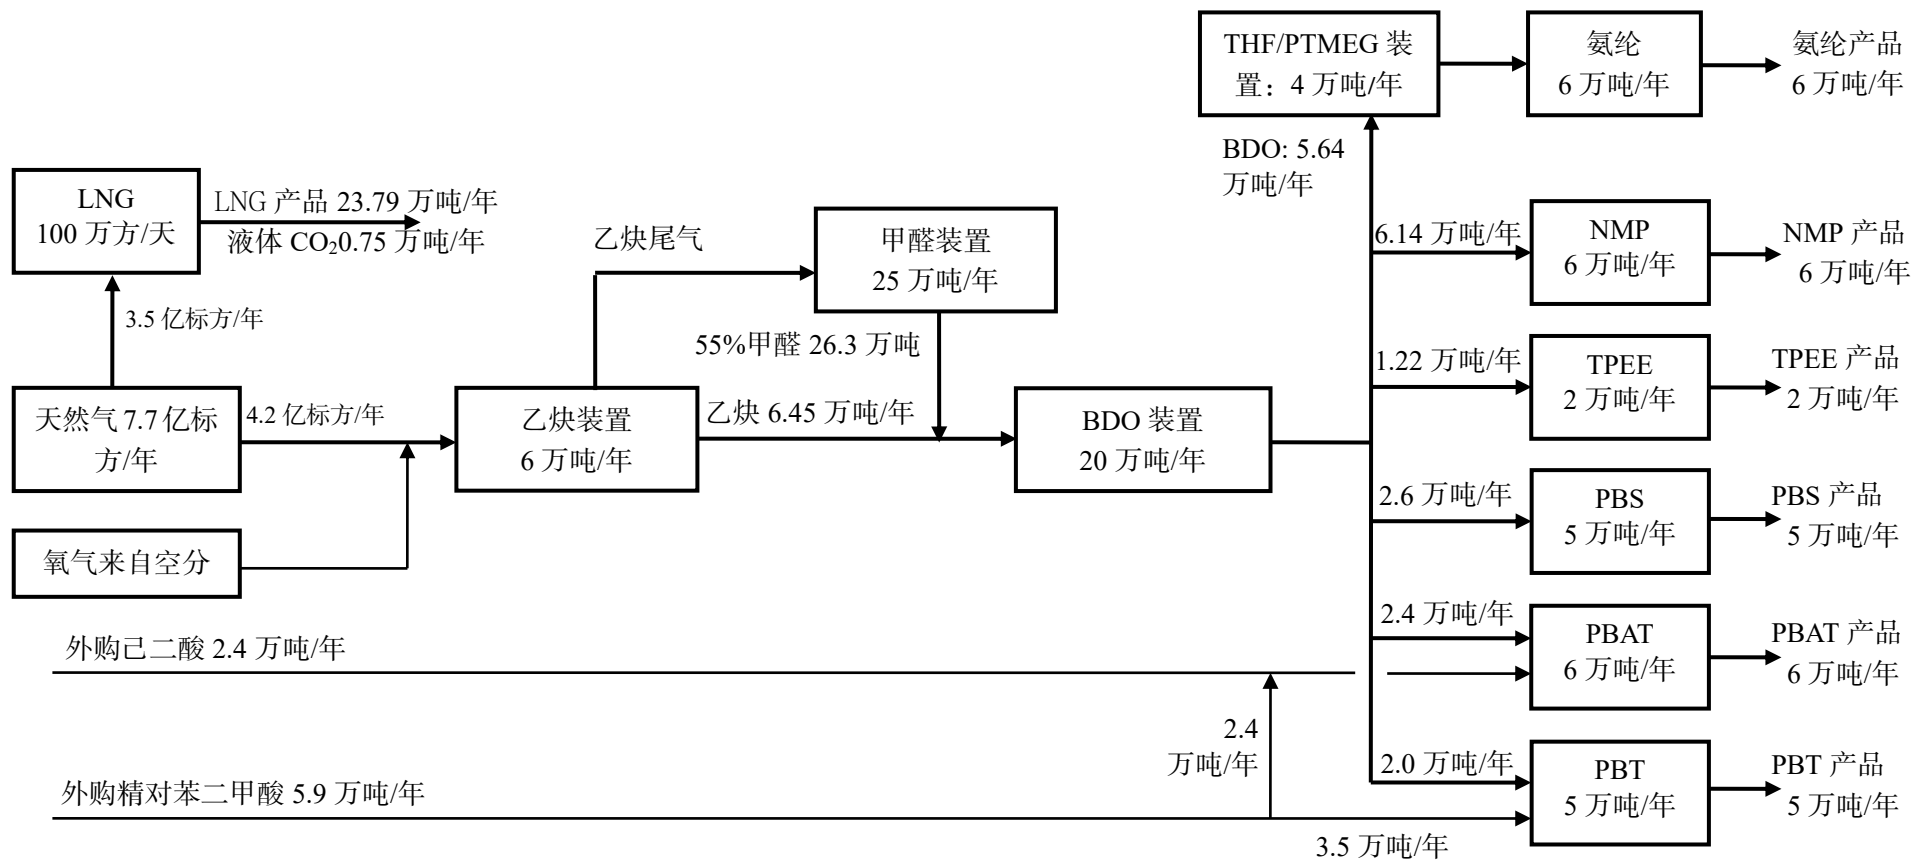 THF/PTMEG 装
置：4 万吨/年
氨纶
6 万吨/年
氨纶产品
6 万吨/年
BDO: 5.64
万吨/年
LNG
100 万方/天
LNG 产品 23.79 万吨/年
液体 CO₂0.75 万吨/年
3.5 亿标方/年
乙炔尾气
甲醛装置
25 万吨/年
6.14 万吨/年
NMP
6 万吨/年
NMP 产品
6 万吨/年
55%甲醛 26.3 万吨
1.22 万吨/年
TPEE
2 万吨/年
TPEE 产品
2 万吨/年
天然气 7.7 亿标
方/年
4.2 亿标方/年
乙炔装置
6 万吨/年
乙炔 6.45 万吨/年
BDO 装置
20 万吨/年
2.6 万吨/年
PBS
5 万吨/年
PBS 产品
5 万吨/年
氧气来自空分
外购己二酸 2.4 万吨/年
2.4 万吨/年
PBAT
6 万吨/年
PBAT 产品
6 万吨/年
2.4
万吨/年
外购精对苯二甲酸 5.9 万吨/年
2.0 万吨/年
PBT
5 万吨/年
PBT 产品
5 万吨/年
3.5 万吨/年